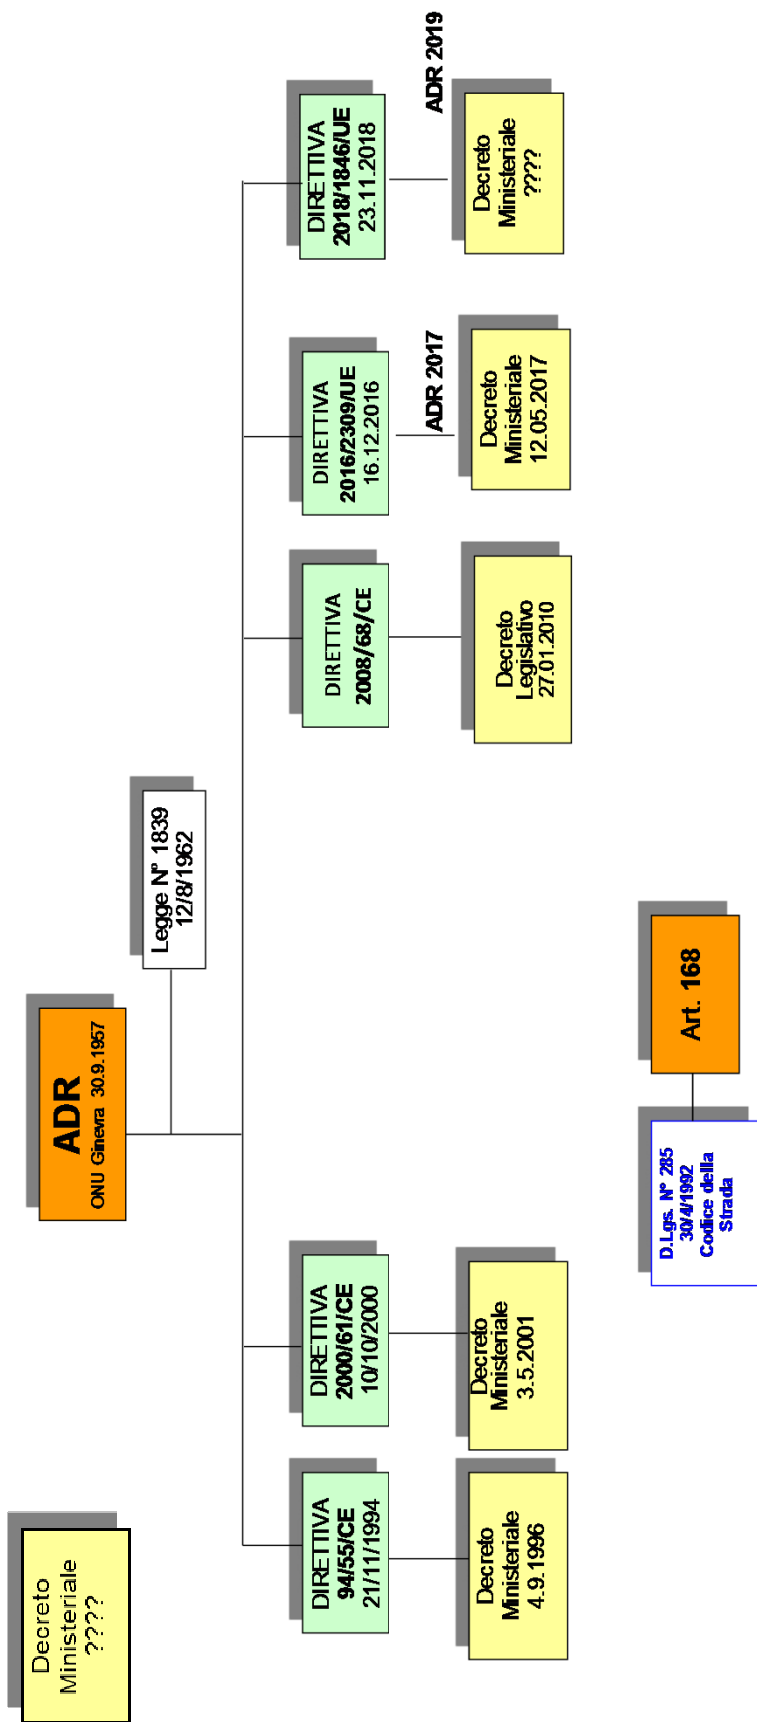 Decreto
Ministeriale
????
ADR
ONU Ginevra 30.9.1957
Legge N° 1839
12/8/1962
DIRETTIVA
94/55/CE
21/11/1994
DIRETTIVA
2000/61/CE
10/10/2000
DIRETTIVA
2008/68/CE
DIRETTIVA
2016/2309/UE
16.12.2016
DIRETTIVA
2018/1846/UE
23.11.2018
ADR 2017
ADR 2019
Decreto
Ministeriale
4.9.1996
Decreto
Ministeriale
3.5.2001
Decreto
Legislativo
27.01.2010
Decreto
Ministeriale
12.05.2017
Decreto
Ministeriale
????
D.Lgs. N° 285
30/4/1992
Codice della
Strada
Art. 168